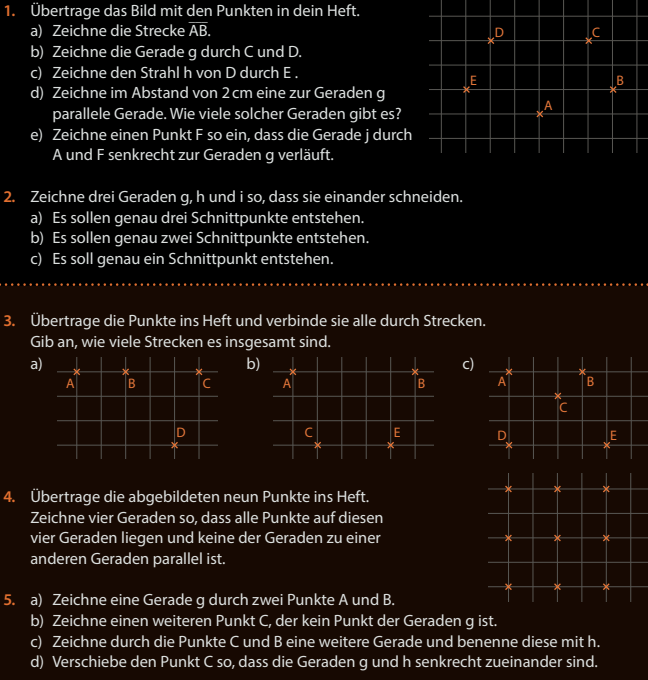 1. Übertrage das Bild mit den Punkten in dein Heft.
a) Zeichne die Strecke A͞B͞.
b) Zeichne die Gerade g durch C und D.
c) Zeichne den Strahl h von D durch E .
d) Zeichne im Abstand von 2 cm eine zur Geraden g
parallele Gerade. Wie viele solcher Geraden gibt es?
e) Zeichne einen Punkt F so ein, dass die Gerade j durch
A und F senkrecht zur Geraden g verläuft.
D C
E B
A
2. Zeichne drei Geraden g, h und i so, dass sie einander schneiden.
a) Es sollen genau drei Schnittpunkte entstehen.
b) Es sollen genau zwei Schnittpunkte entstehen.
c) Es soll genau ein Schnittpunkt entstehen.
3. Übertrage die Punkte ins Heft und verbinde sie alle durch Strecken.
Gib an, wie viele Strecken es insgesamt sind.
a) b) c)
A B C A B A B
C
D C E D E
4. Übertrage die abgebildeten neun Punkte ins Heft.
Zeichne vier Geraden so, dass alle Punkte auf diesen
vier Geraden liegen und keine der Geraden zu einer
anderen Geraden parallel ist.
5. a) Zeichne eine Gerade g durch zwei Punkte A und B.
b) Zeichne einen weiteren Punkt C, der kein Punkt der Geraden g ist.
c) Zeichne durch die Punkte C und B eine weitere Gerade und benenne diese mit h.
d) Verschiebe den Punkt C so, dass die Geraden g und h senkrecht zueinander sind.